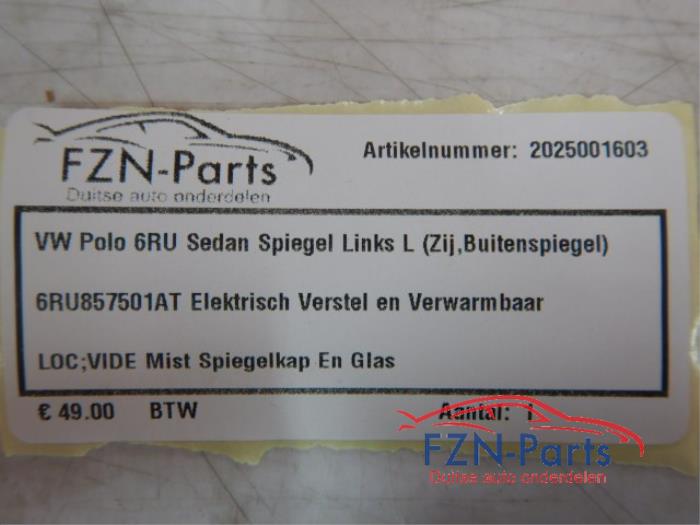 FZN-Parts
Duitse auto onderdelen
Artikelnummer: 2025001603
VW Polo 6RU Sedan Spiegel Links L (Zij,Buitenspiegel)
6RU857501AT Elektrisch Verstel en Verwarmbaar
LOC;VIDE Mist Spiegelkap En Glas
€ 49.00 BTW Aantal: 1
FZN-Parts
Duitse auto onderdelen